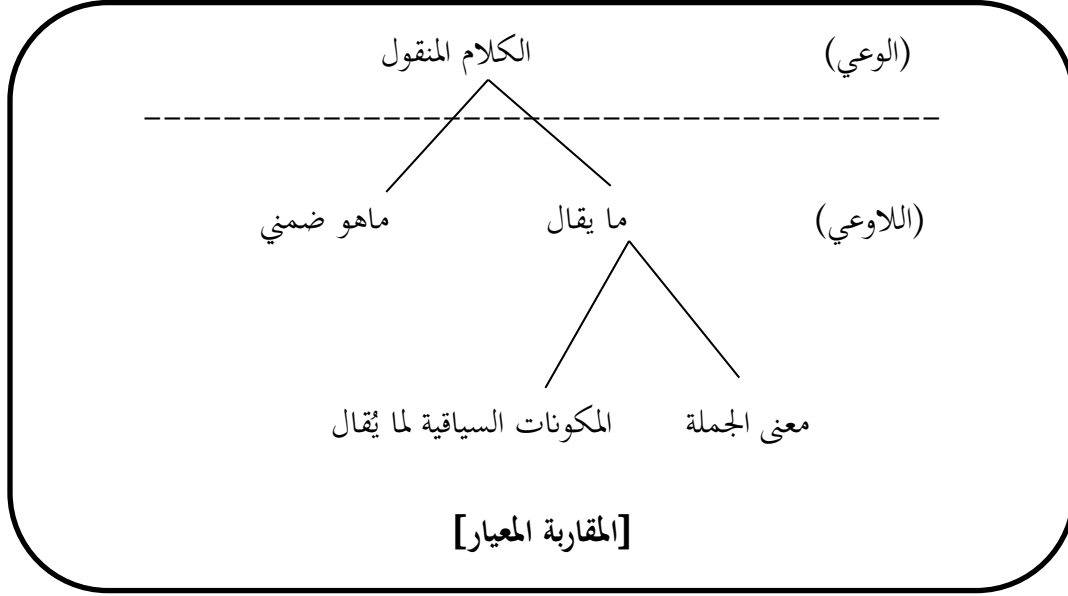 (الوعي) الكلام المنقول
(اللاوعي) ما يقال ماهو ضمني
معنى الجملة المكونات السياقية لما يُقال
[المقاربة المعيار]